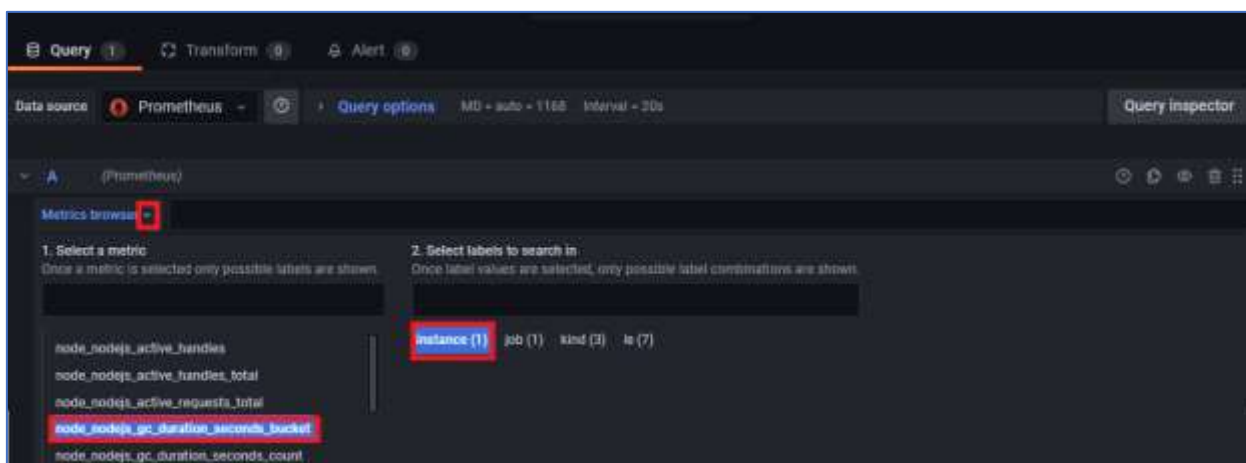 Query 1 Transform 0 Alert 0
Data source Prometheus Query options MD = auto = 1168 Interval = 20s Query inspector
A (Prometheus)
Metrics browser
1. Select a metric 2. Select labels to search in
Once a metric is selected only possible labels are shown. Once label values are selected, only possible label combinations are shown.
instance (1) job (1) kind (3) le (7)
node_nodejs_active_handles
node_nodejs_active_handles_total
node_nodejs_active_requests_total
node_nodejs_gc_duration_seconds_bucket
node_nodejs_gc_duration_seconds_count